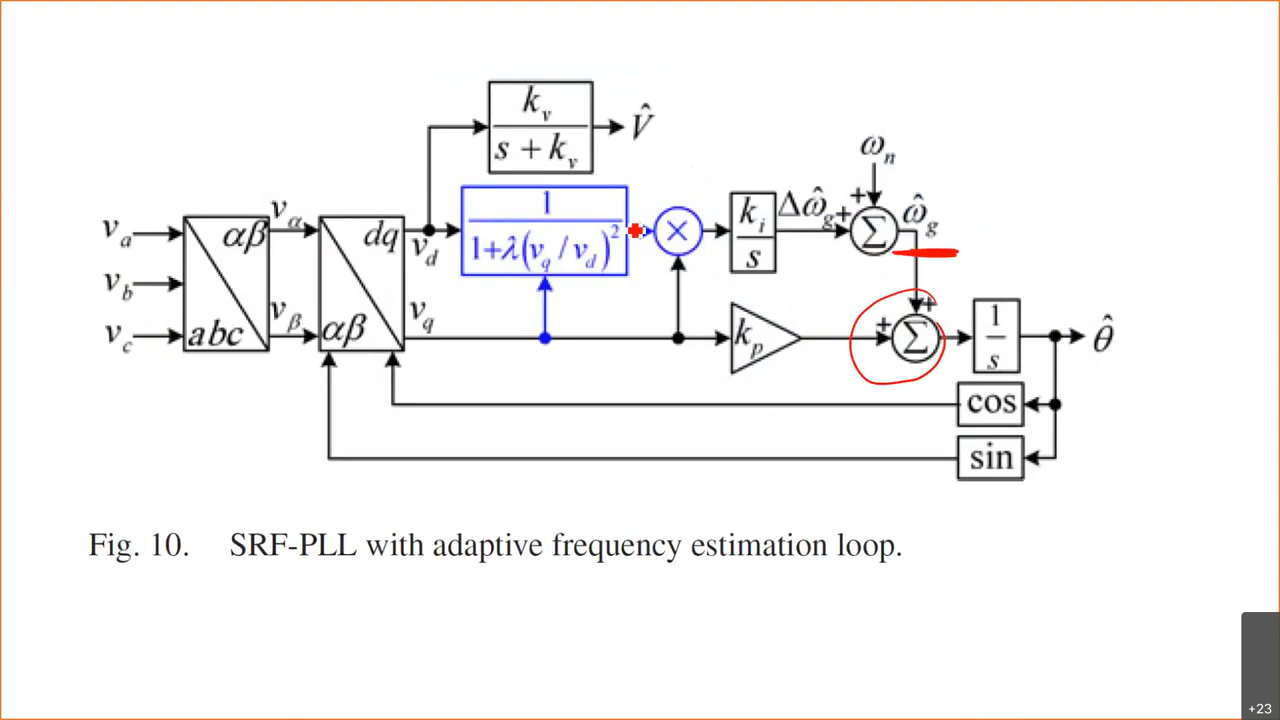 k_v
s + k_v
V̂
ω_n
v_a
v_b
v_c
αβ
abc
v_α
v_β
dq
αβ
v_d
v_q
1
1+λ(v_q / v_d)²
×
k_i
s
Δω̂_g
+
+
Σ
ω̂_g
k_p
+
+
Σ
1
s
θ̂
cos
sin
Fig. 10. SRF-PLL with adaptive frequency estimation loop.
+23